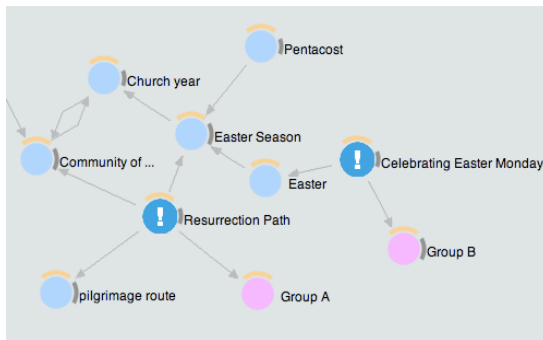 Pentacost
Church year
Easter Season
Community of ...
Celebrating Easter Monday
Easter
Resurrection Path
Group B
pilgrimage route
Group A